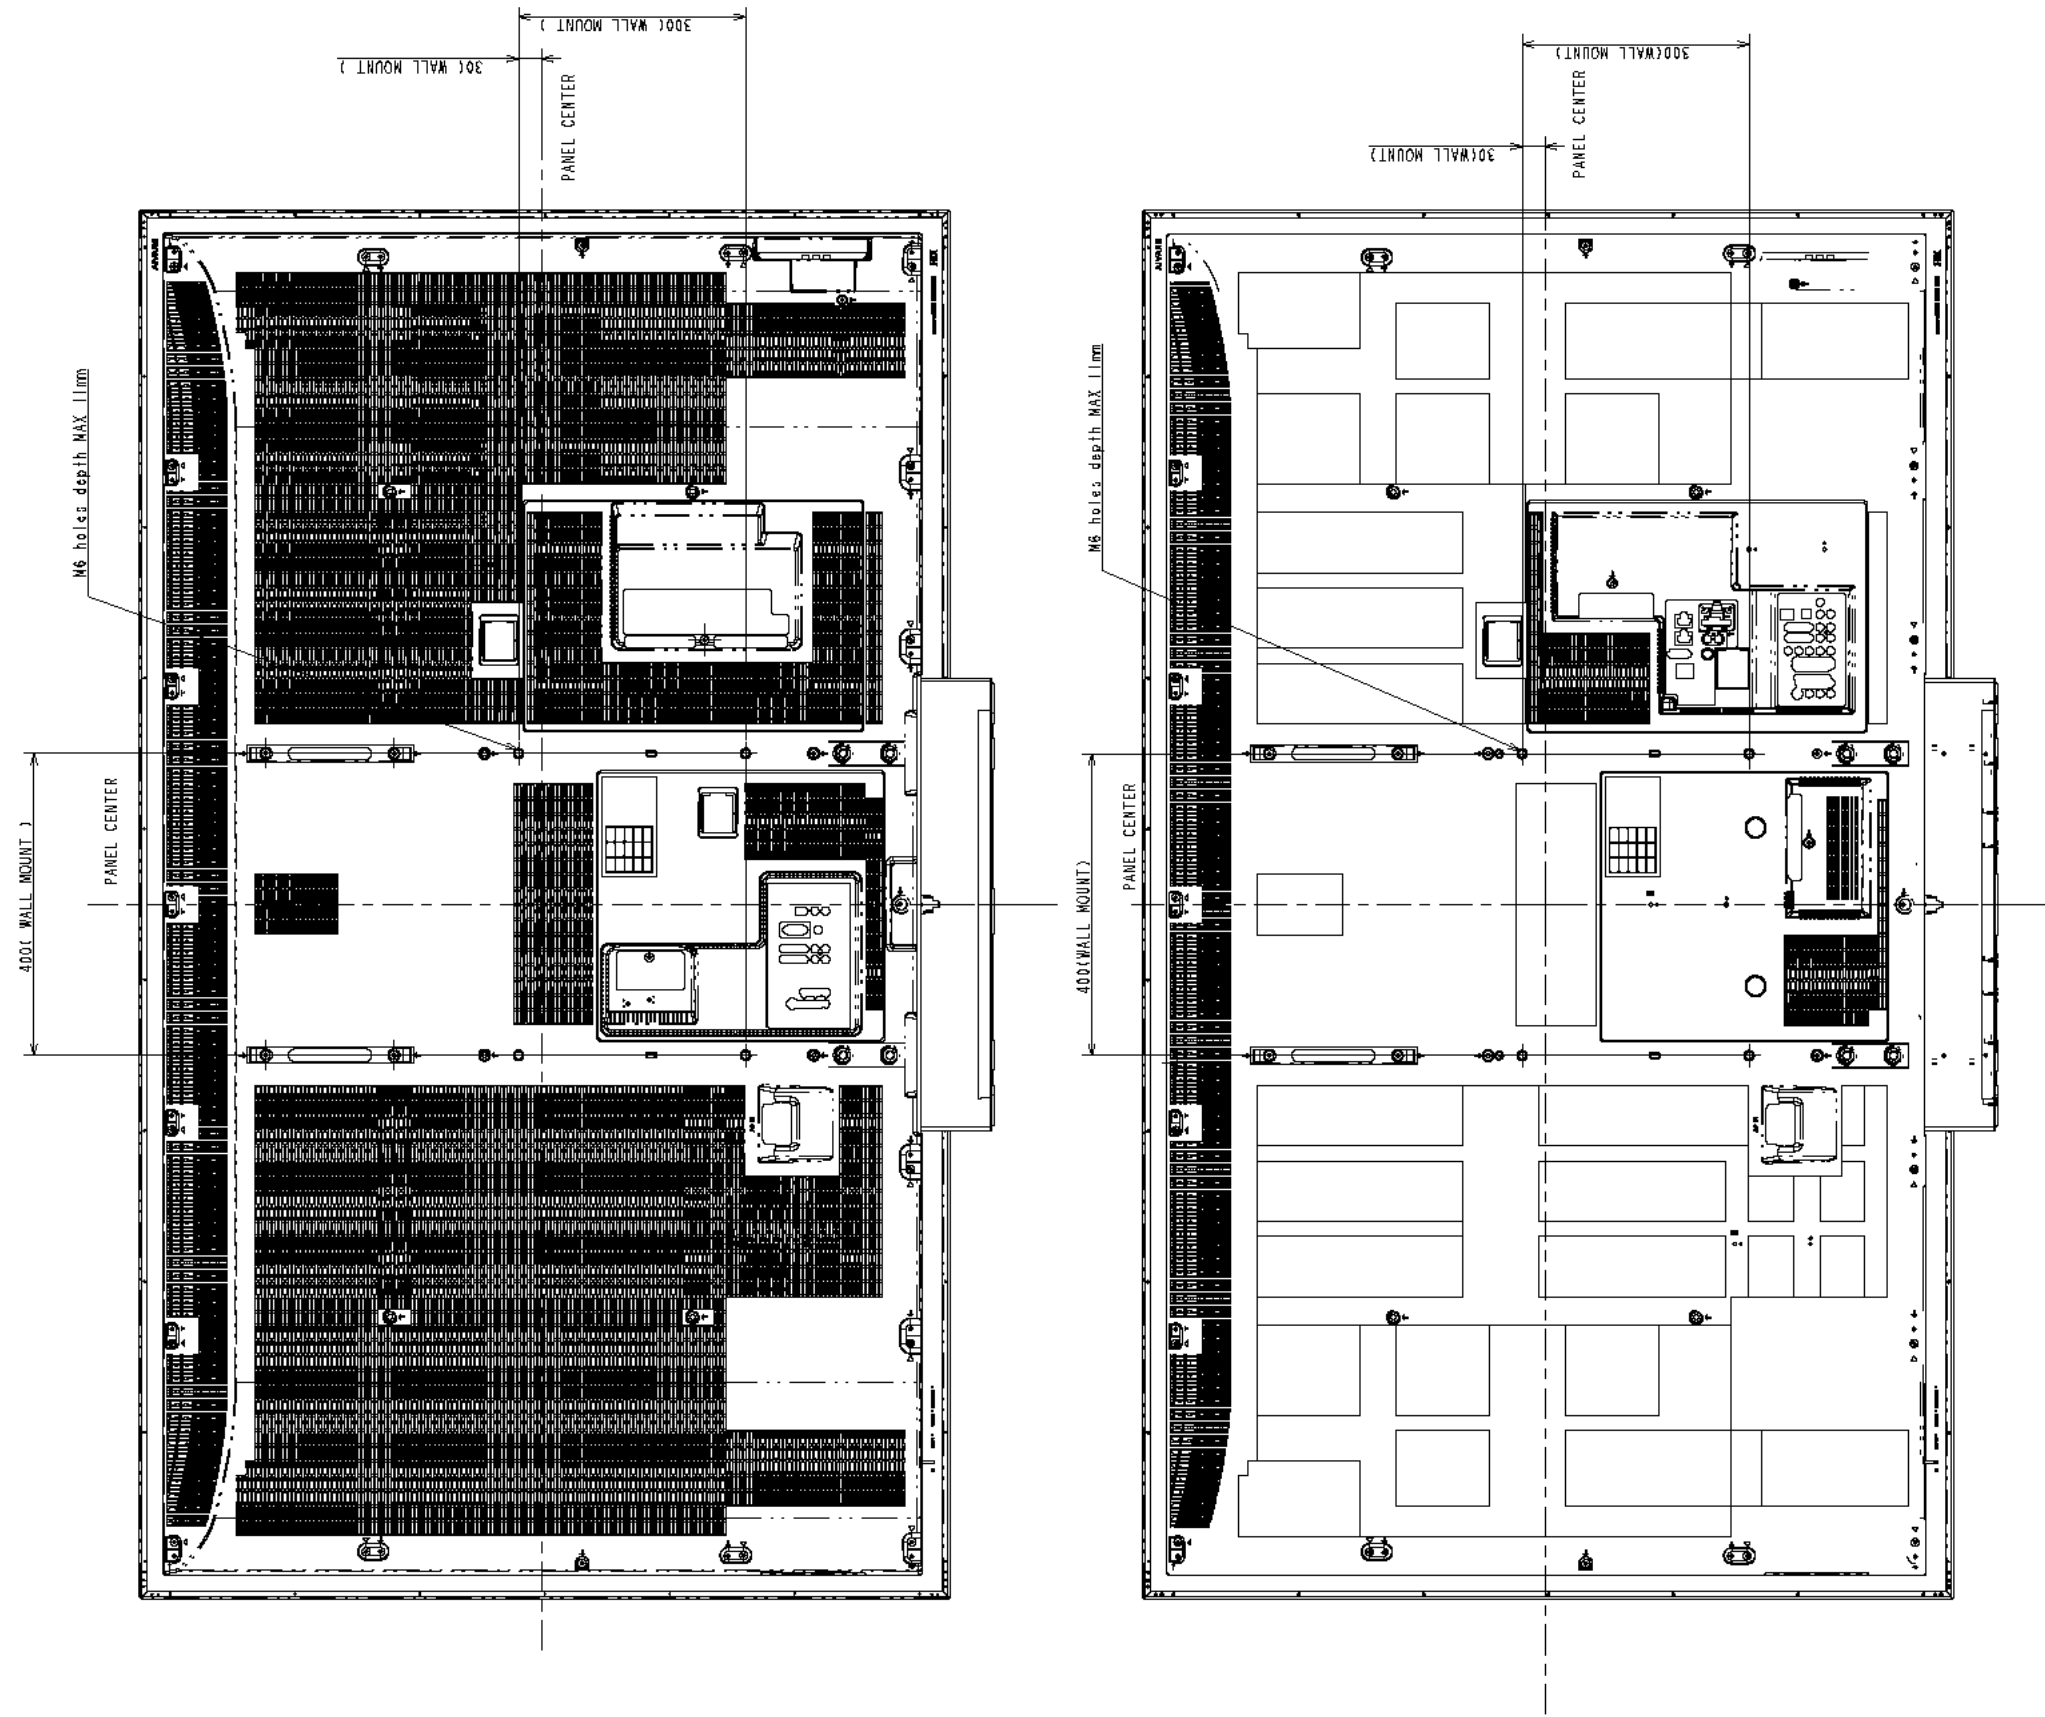 300( WALL MOUNT )
30( WALL MOUNT )
PANEL CENTER
M6 holes depth MAX 11mm
PANEL CENTER
400( WALL MOUNT )
300(WALL MOUNT)
30(WALL MOUNT)
PANEL CENTER
M6 holes depth MAX 11mm
PANEL CENTER
400(WALL MOUNT)